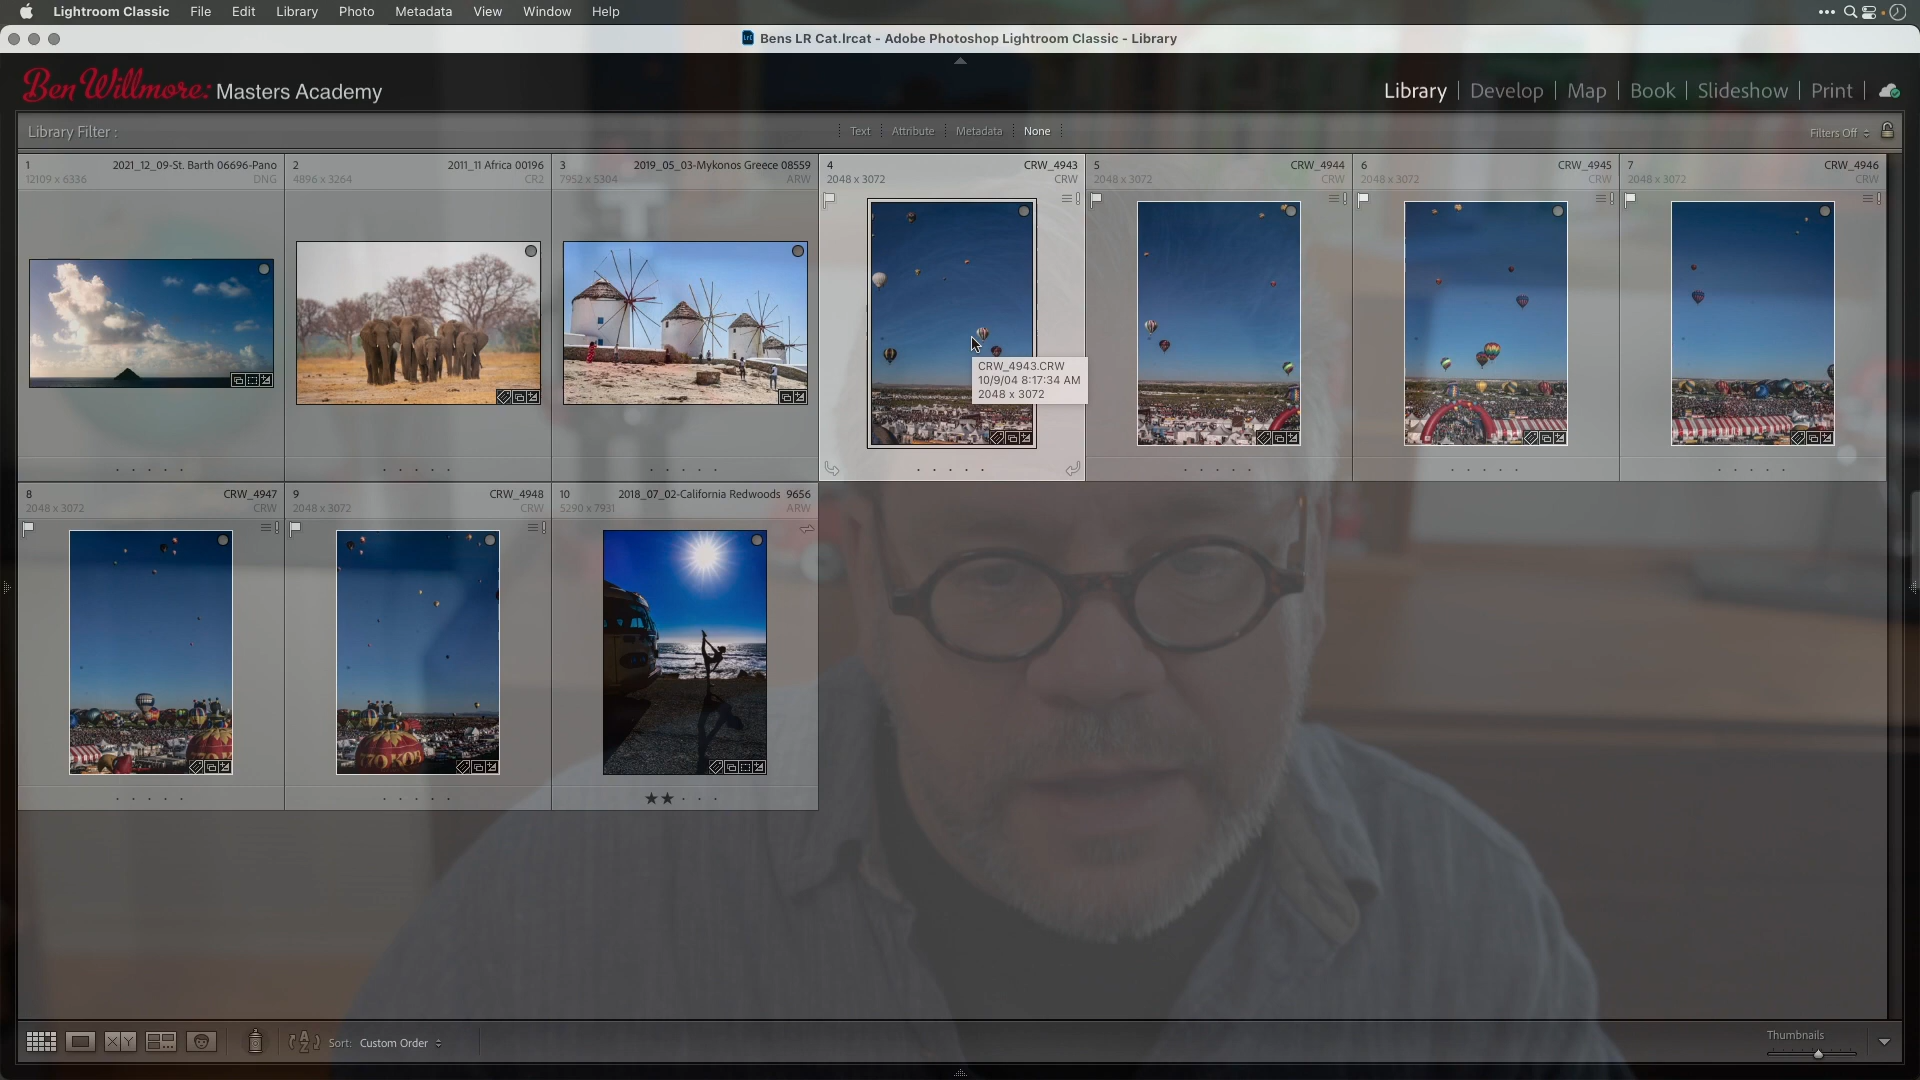 Lightroom Classic File Edit Library Photo Metadata View Window Help
Bens LR Cat.lrcat - Adobe Photoshop Lightroom Classic - Library
Ben Willmore: Masters Academy
Library Develop Map Book Slideshow Print
Library Filter : Text Attribute Metadata None Filters Off
1 2021_12_09-St. Barth 06696-Pano
12109 x 6336 DNG
2 2011_11 Africa 00196
4896 x 3264 CR2
3 2019_05_03-Mykonos Greece 08559
7952 x 5304 ARW
4 CRW_4943
2048 x 3072 CRW
5 CRW_4944
2048 x 3072 CRW
6 CRW_4945
2048 x 3072 CRW
7 CRW_4946
2048 x 3072 CRW
CRW_4943.CRW
10/9/04 8:17:34 AM
2048 x 3072
8 CRW_4947
2048 x 3072 CRW
9 CRW_4948
2048 x 3072 CRW
10 2018_07_02-California Redwoods 9656
5290 x 7931 ARW
Sort: Custom Order
Thumbnails